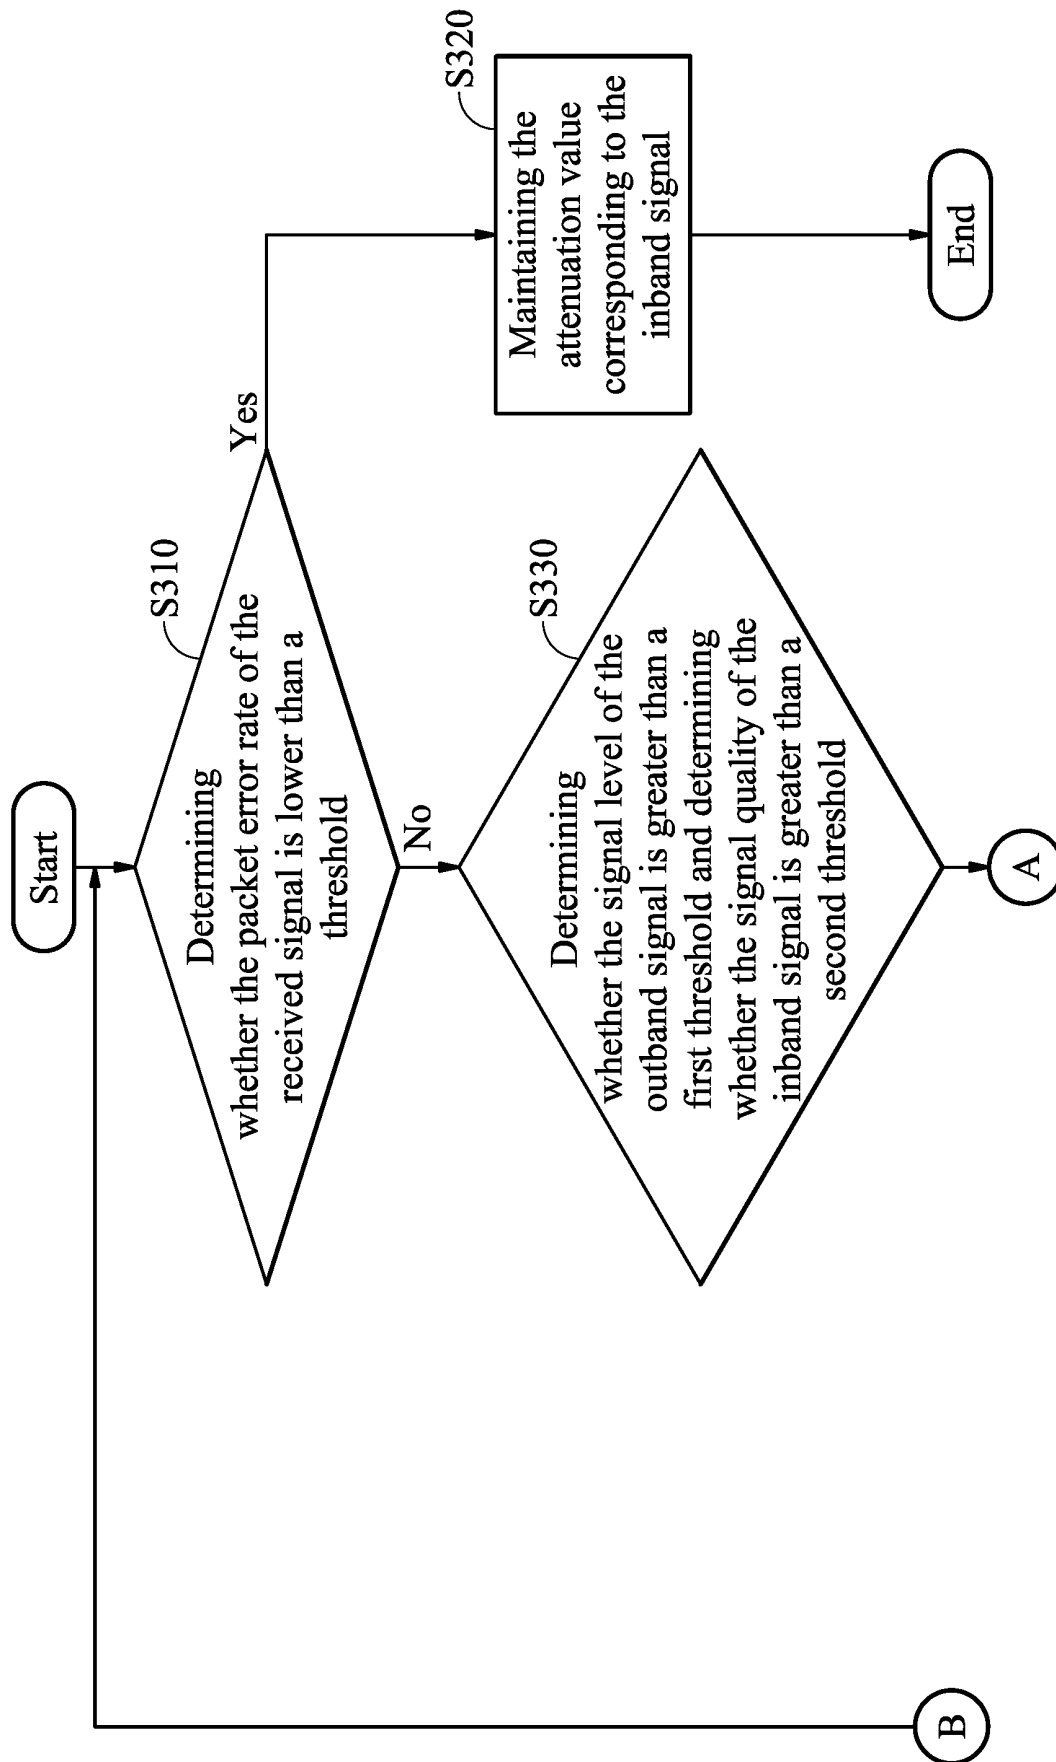 Start
S310
Determining
whether the packet error rate of the
received signal is lower than a
threshold
Yes
No
S320
Maintaining the
attenuation value
corresponding to the
inband signal
End
S330
Determining
whether the signal level of the
outband signal is greater than a
first threshold and determining
whether the signal quality of the
inband signal is greater than a
second threshold
A
B